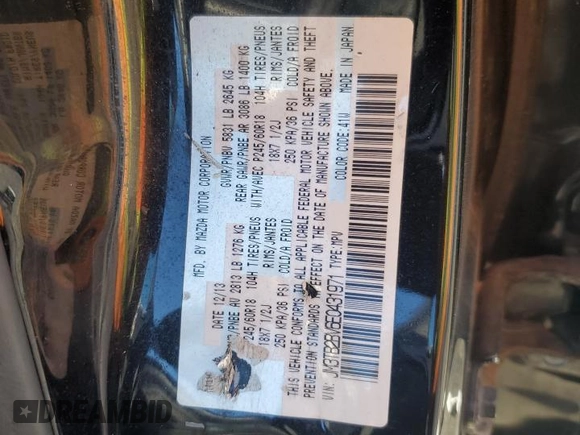 MFD. BY MAZDA MOTOR CORPORATION
DATE 12/13 GVWR/PNBV 5831 LB 2645 KG
AV 2813 LB 1276 KG REAR GAWR/PNBE AR 3086 LB 1400 KG
245/60R18 104H TIRES/PNEUS WITH/AVEC P245/60R18 104H TIRES/PNEUS
18X7 1/2J RIMS/JANTES 18X7 1/2J RIMS/JANTES
250 KPA/36 PSI COLD/A FROID 250 KPA/36 PSI COLD/A FROID
THIS VEHICLE CONFORMS TO ALL APPLICABLE FEDERAL MOTOR VEHICLE SAFETY AND THEFT
PREVENTION STANDARDS EFFECT ON THE DATE OF MANUFACTURE SHOWN ABOVE.
VIN: JM3TB2BV6E0431971 TYPE:MPV COLOR CODE:41W MADE IN JAPAN
DREAMBID